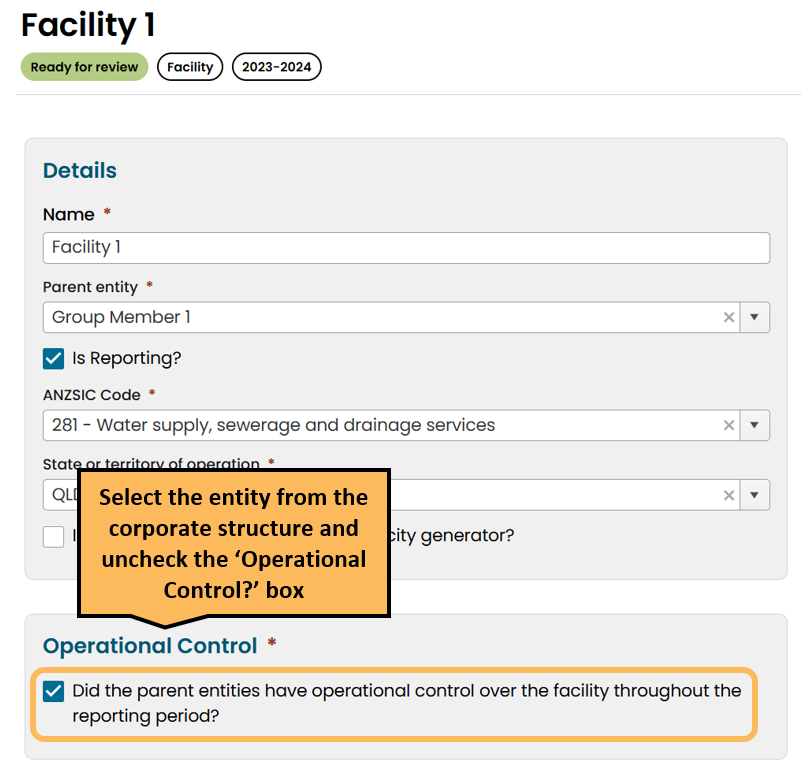 Facility 1
Ready for review
Facility
2023-2024
Details
Name *
Facility 1
Parent entity *
Group Member 1
Is Reporting?
ANZSIC Code *
281 - Water supply, sewerage and drainage services
State or territory of operation *
Select the entity from the
corporate structure and
uncheck the ‘Operational
Control?’ box
generator?
Operational Control *
Did the parent entities have operational control over the facility throughout the
reporting period?